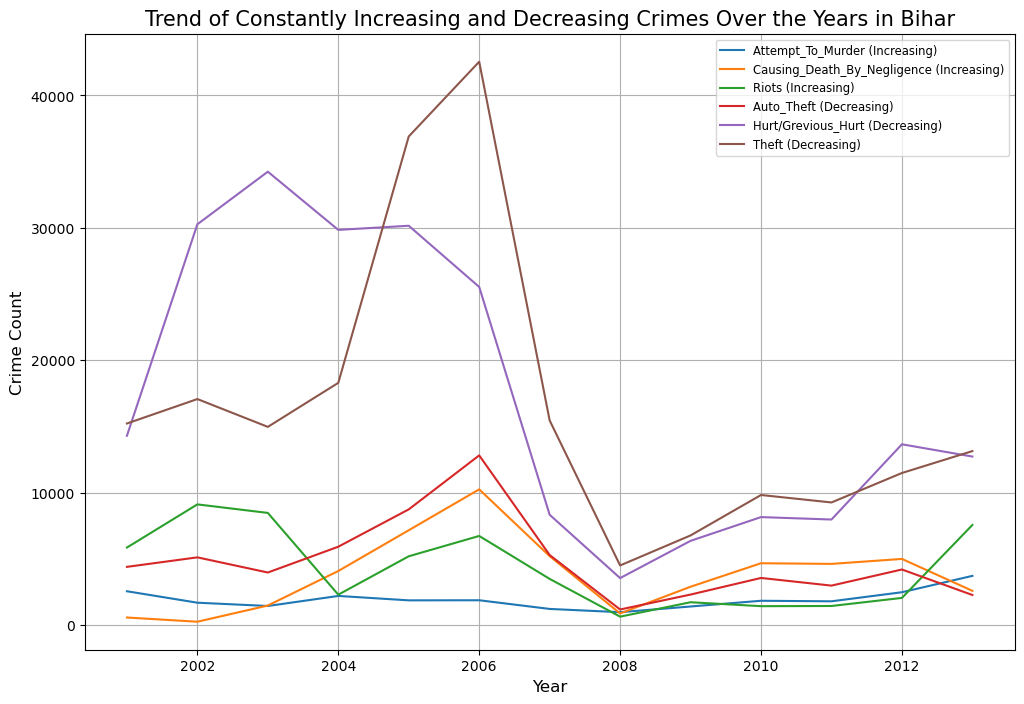 Trend of Constantly Increasing and Decreasing Crimes Over the Years in Bihar
Attempt_To_Murder (Increasing)
Causing_Death_By_Negligence (Increasing)
Riots (Increasing)
Auto_Theft (Decreasing)
Hurt/Grevious_Hurt (Decreasing)
Theft (Decreasing)
Crime Count
40000
30000
20000
10000
0
2002 2004 2006 2008 2010 2012
Year